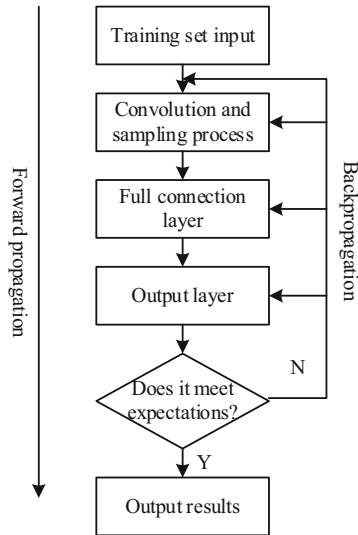 Training set input
Convolution and
sampling process
Full connection
layer
Output layer
Does it meet
expectations?
N
Y
Output results
Forward propagation
Backpropagation